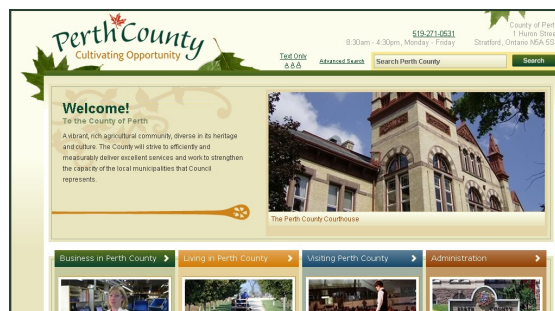 Perth County
Cultivating Opportunity
519-271-0531
8:30am - 4:30pm, Monday - Friday
County of Pert
1 Huron Stree
Stratford, Ontario N5A 5S
Text Only
A A A
Advanced Search
Search Perth County
Search
Welcome!
To the County of Perth
A vibrant, rich agricultural community, diverse in its heritage
and culture. The County will strive to efficiently and
measurably deliver excellent services and work to strengthen
the capacity of the local municipalities that Council
represents.
The Perth County Courthouse
Business in Perth County
Living in Perth County
Visiting Perth County
Administration